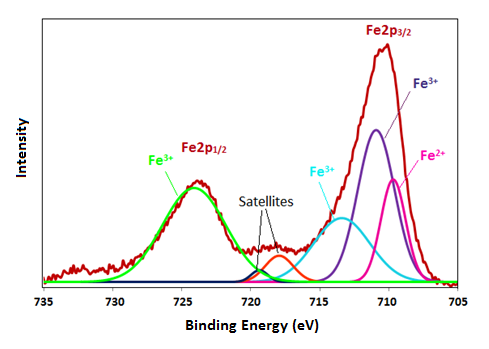 Fe2p3/2
Fe³⁺
Fe2p1/2
Fe³⁺
Fe²⁺
Fe³⁺
Satellites
Intensity
735 730 725 720 715 710 705
Binding Energy (eV)